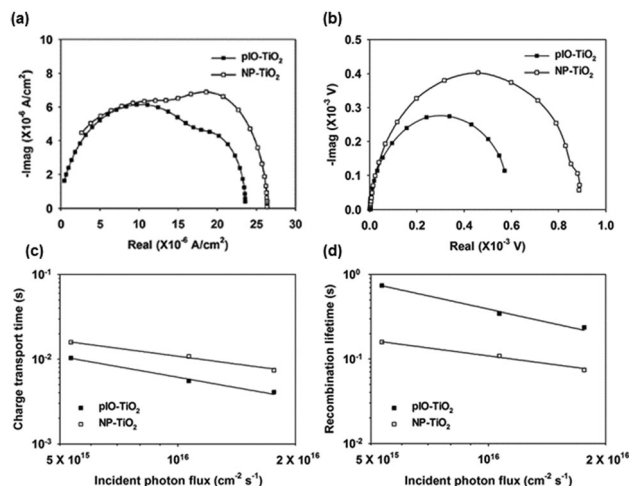 (a)
10
8
6
4
2
0
-Imag (X10⁻⁶ A/cm²)
pIO-TiO₂
NP-TiO₂
0 5 10 15 20 25 30
Real (X10⁻⁶ A/cm²)
(b)
0.5
0.4
0.3
0.2
0.1
0.0
-Imag (X10⁻³ V)
pIO-TiO₂
NP-TiO₂
0.0 0.2 0.4 0.6 0.8 1.0
Real (X10⁻³ V)
(c)
10⁻¹
10⁻²
10⁻³
Charge transport time (s)
pIO-TiO₂
NP-TiO₂
5 X 10¹⁵ 10¹⁶ 2 X 10¹⁶
Incident photon flux (cm⁻² s⁻¹)
(d)
10⁰
10⁻¹
10⁻²
Recombination lifetime (s)
pIO-TiO₂
NP-TiO₂
5 X 10¹⁵ 10¹⁶ 2 X 10¹⁶
Incident photon flux (cm⁻² s⁻¹)